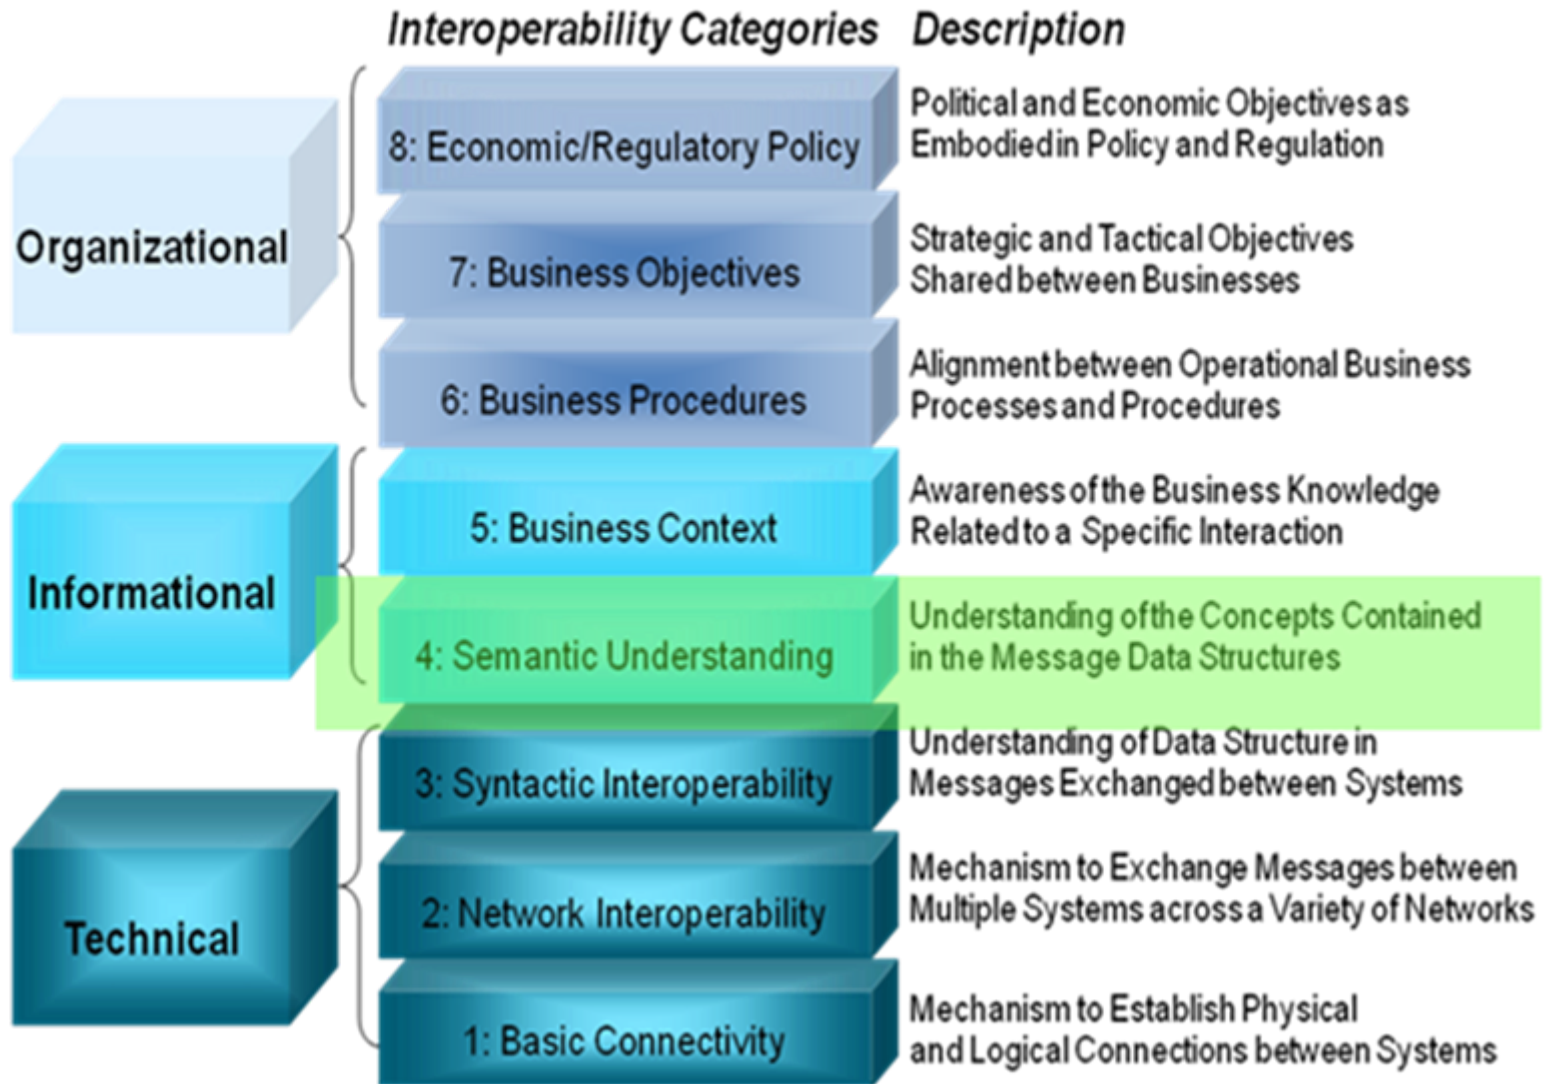 Interoperability Categories Description
Organizational
8: Economic/Regulatory Policy
Political and Economic Objectives as
Embodied in Policy and Regulation
7: Business Objectives
Strategic and Tactical Objectives
Shared between Businesses
6: Business Procedures
Alignment between Operational Business
Processes and Procedures
Informational
5: Business Context
Awareness of the Business Knowledge
Related to a Specific Interaction
4: Semantic Understanding
Understanding of the Concepts Contained
in the Message Data Structures
Technical
3: Syntactic Interoperability
Understanding of Data Structure in
Messages Exchanged between Systems
2: Network Interoperability
Mechanism to Exchange Messages between
Multiple Systems across a Variety of Networks
1: Basic Connectivity
Mechanism to Establish Physical
and Logical Connections between Systems